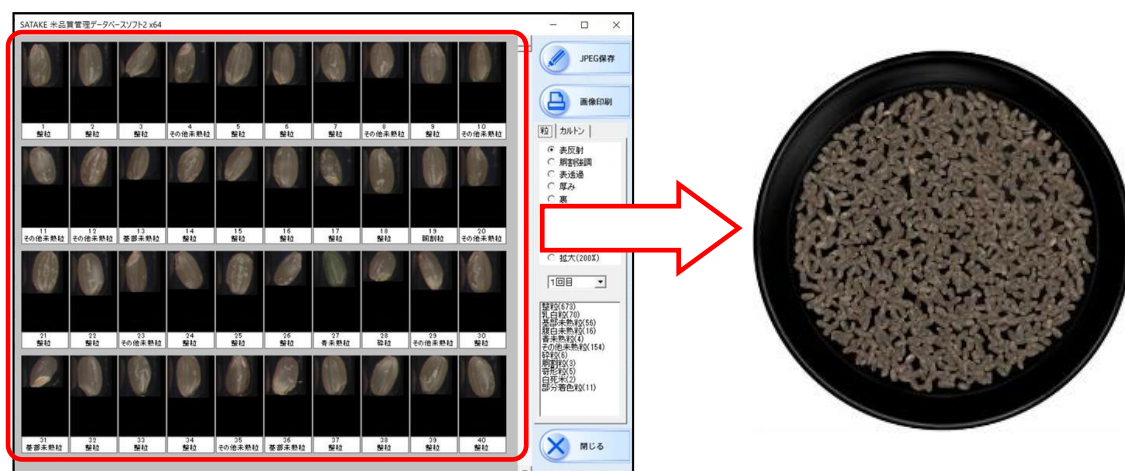 SATAKE 米品質管理データベースソフト2 x64
JPEG保存
画像印刷
粒 カルトン
表反射
胴割強調
表透過
厚み
裏
拡大(200%)
1回目
整粒(673)
乳白粒(70)
基部未熟粒(56)
腹白未熟粒(16)
青未熟粒(4)
その他未熟粒(154)
砕粒(6)
胴割粒(3)
奇形粒(5)
白死米(2)
部分着色粒(11)
閉じる
1 2 3 4 5 6 7 8 9 10
整粒 整粒 整粒 その他未熟粒 整粒 整粒 整粒 その他未熟粒 整粒 その他未熟粒
11 12 13 14 15 16 17 18 19 20
その他未熟粒 その他未熟粒 基部未熟粒 整粒 整粒 整粒 整粒 整粒 胴割粒 その他未熟粒
21 22 23 24 25 26 27 28 29 30
整粒 整粒 その他未熟粒 整粒 整粒 整粒 青未熟粒 砕粒 その他未熟粒 整粒
31 32 33 34 35 36 37 38 39 40
基部未熟粒 整粒 整粒 整粒 その他未熟粒 基部未熟粒 整粒 整粒 整粒 整粒